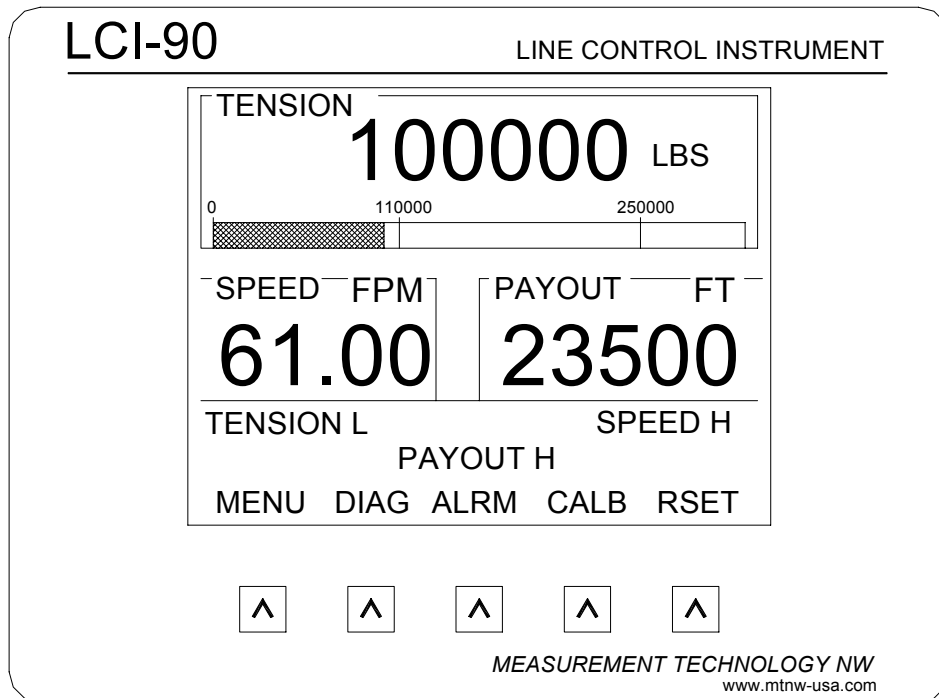 LCI-90
LINE CONTROL INSTRUMENT
TENSION
100000 LBS
0 110000 250000
SPEED FPM
61.00
PAYOUT FT
23500
TENSION L SPEED H
PAYOUT H
MENU DIAG ALRM CALB RSET
MEASUREMENT TECHNOLOGY NW
www.mtnw-usa.com